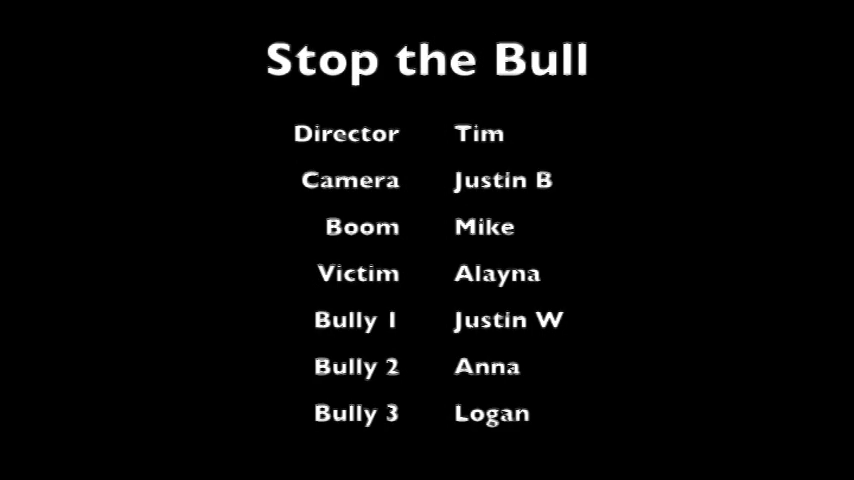 Stop the Bull
Director Tim
Camera Justin B
Boom Mike
Victim Alayna
Bully 1 Justin W
Bully 2 Anna
Bully 3 Logan